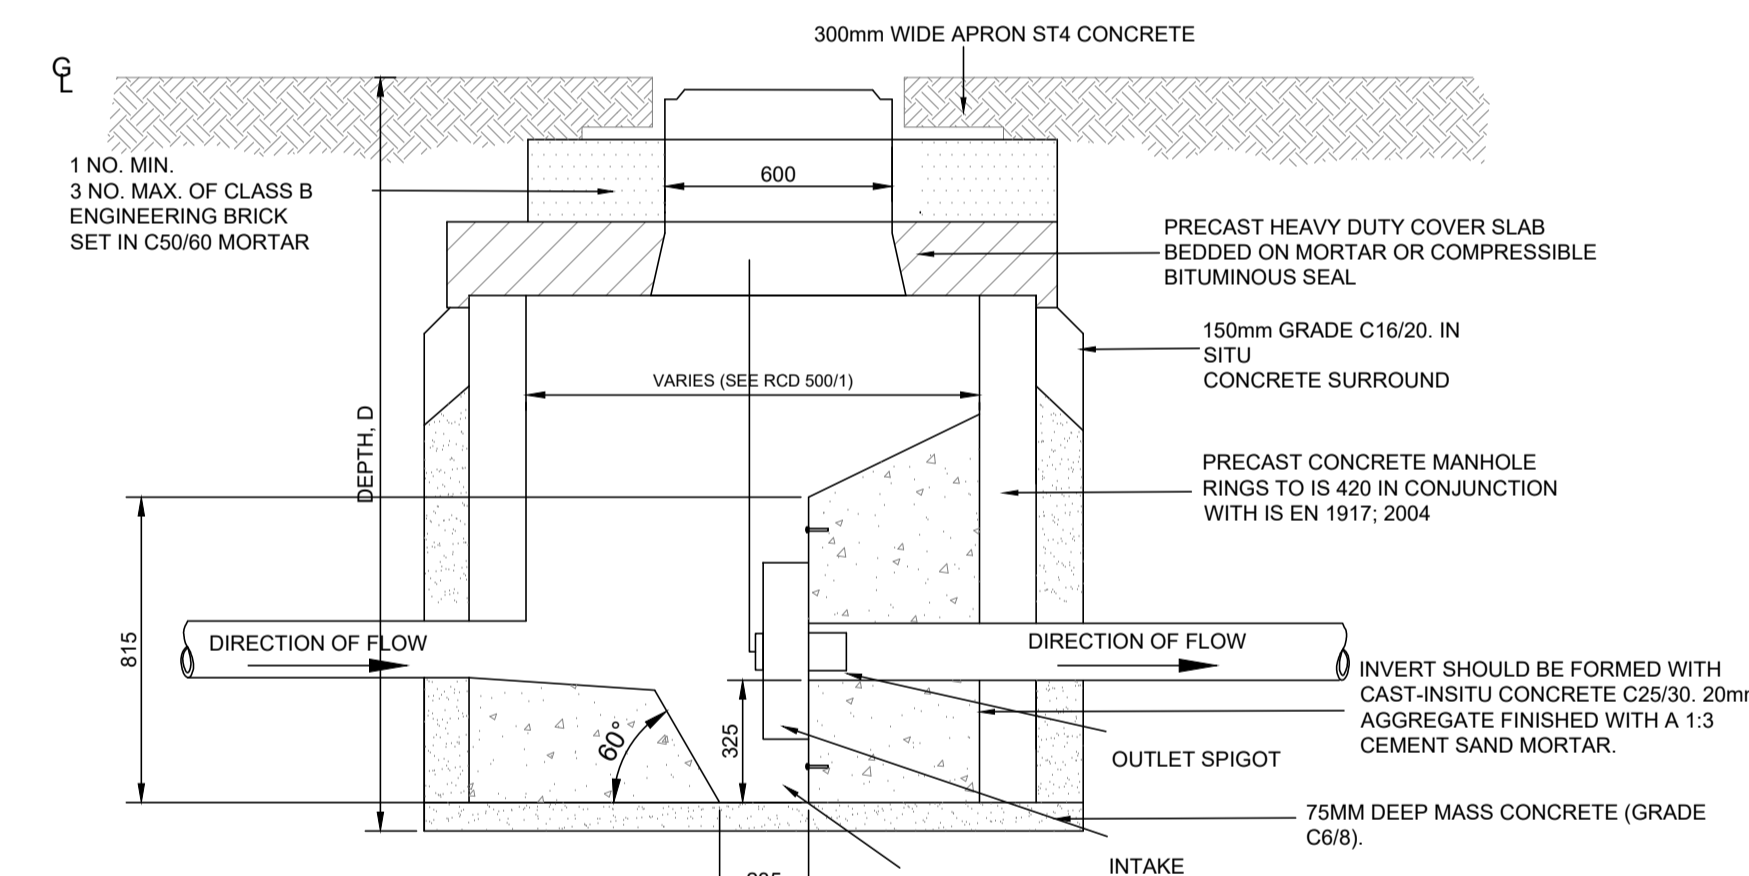 300mm WIDE APRON ST4 CONCRETE
GL
1 NO. MIN.
3 NO. MAX. OF CLASS B
ENGINEERING BRICK
SET IN C50/60 MORTAR
600
PRECAST HEAVY DUTY COVER SLAB
BEDDED ON MORTAR OR COMPRESSIBLE
BITUMINOUS SEAL
150mm GRADE C16/20. IN
SITU
CONCRETE SURROUND
VARIES (SEE RCD 500/1)
DEPTH, D
PRECAST CONCRETE MANHOLE
RINGS TO IS 420 IN CONJUNCTION
WITH IS EN 1917; 2004
815
DIRECTION OF FLOW
DIRECTION OF FLOW
60°
325
INVERT SHOULD BE FORMED WITH
CAST-INSITU CONCRETE C25/30. 20m
AGGREGATE FINISHED WITH A 1:3
CEMENT SAND MORTAR.
OUTLET SPIGOT
75MM DEEP MASS CONCRETE (GRADE
C6/8).
INTAKE